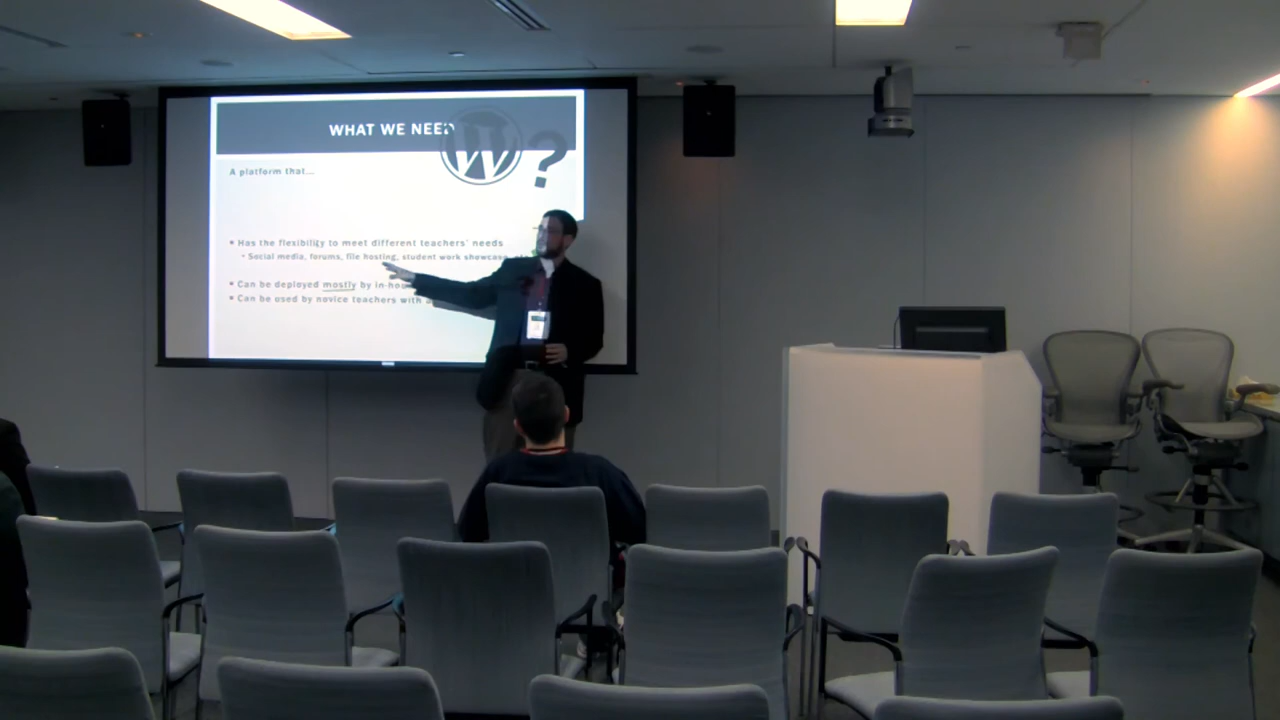 WHAT WE NEED
?
A platform that...
Has the flexibility to meet different teachers' needs
Social media, forums, file hosting, student work showcase,
Can be deployed mostly by in-hou
Can be used by novice teachers with a